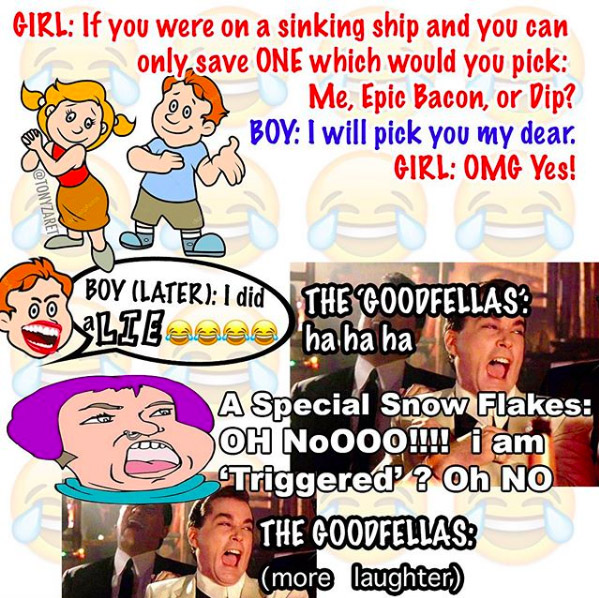 GIRL: If you were on a sinking ship and you can
only save ONE which would you pick:
Me, Epic Bacon, or Dip?
BOY: I will pick you my dear.
GIRL: OMG Yes!
@TONYZARET
BOY (LATER): I did
a LIE😂😂😂😂
THE 'GOODFELLAS':
ha ha ha
A Special Snow Flakes:
OH NoOOO!!!! i am
'Triggered' ? Oh NO
THE GOODFELLAS:
(more laughter)